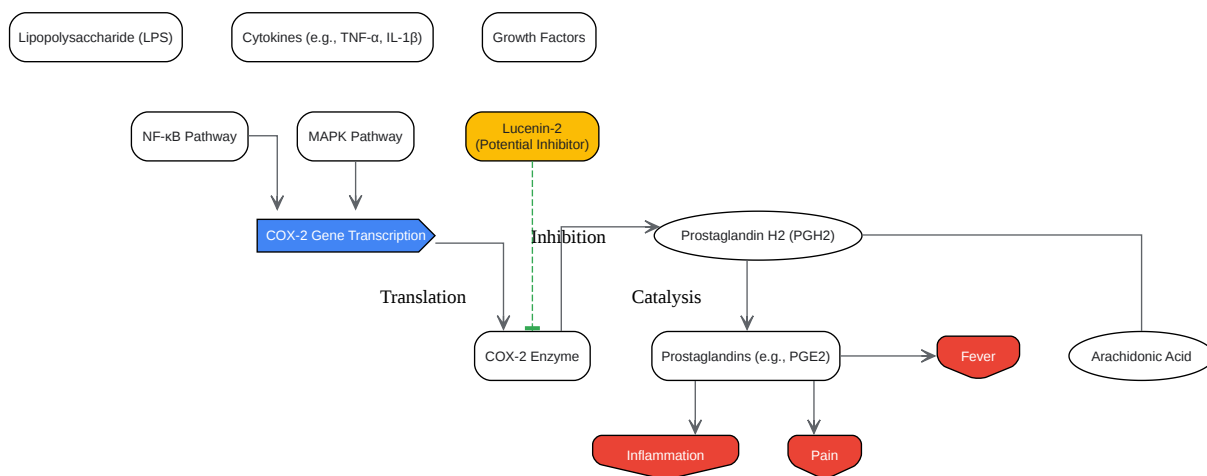 Lipopolysaccharide (LPS)
Cytokines (e.g., TNF-α, IL-1β)
Growth Factors
NF-κB Pathway
MAPK Pathway
Lucenin-2
(Potential Inhibitor)
COX-2 Gene Transcription
Inhibition
Prostaglandin H2 (PGH2)
Translation
Catalysis
COX-2 Enzyme
Prostaglandins (e.g., PGE2)
Fever
Arachidonic Acid
Inflammation
Pain